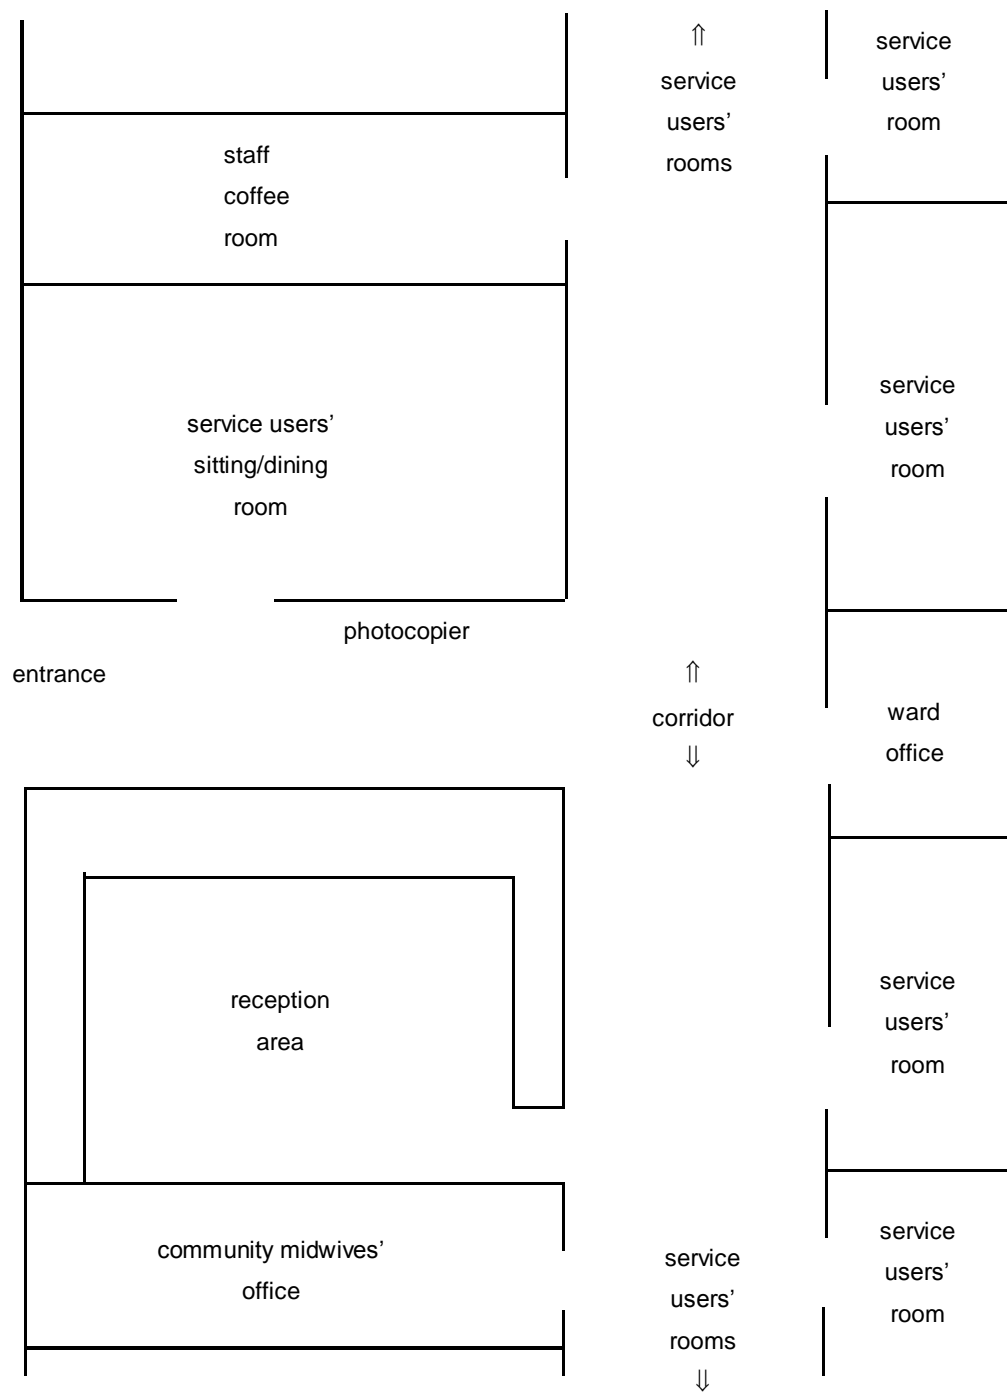 ⇑
service
users’
rooms
service
users’
room
staff
coffee
room
service users’
sitting/dining
room
service
users’
room
photocopier
entrance
⇑
corridor
⇓
ward
office
reception
area
service
users’
room
community midwives’
office
service
users’
rooms
⇓
service
users’
room